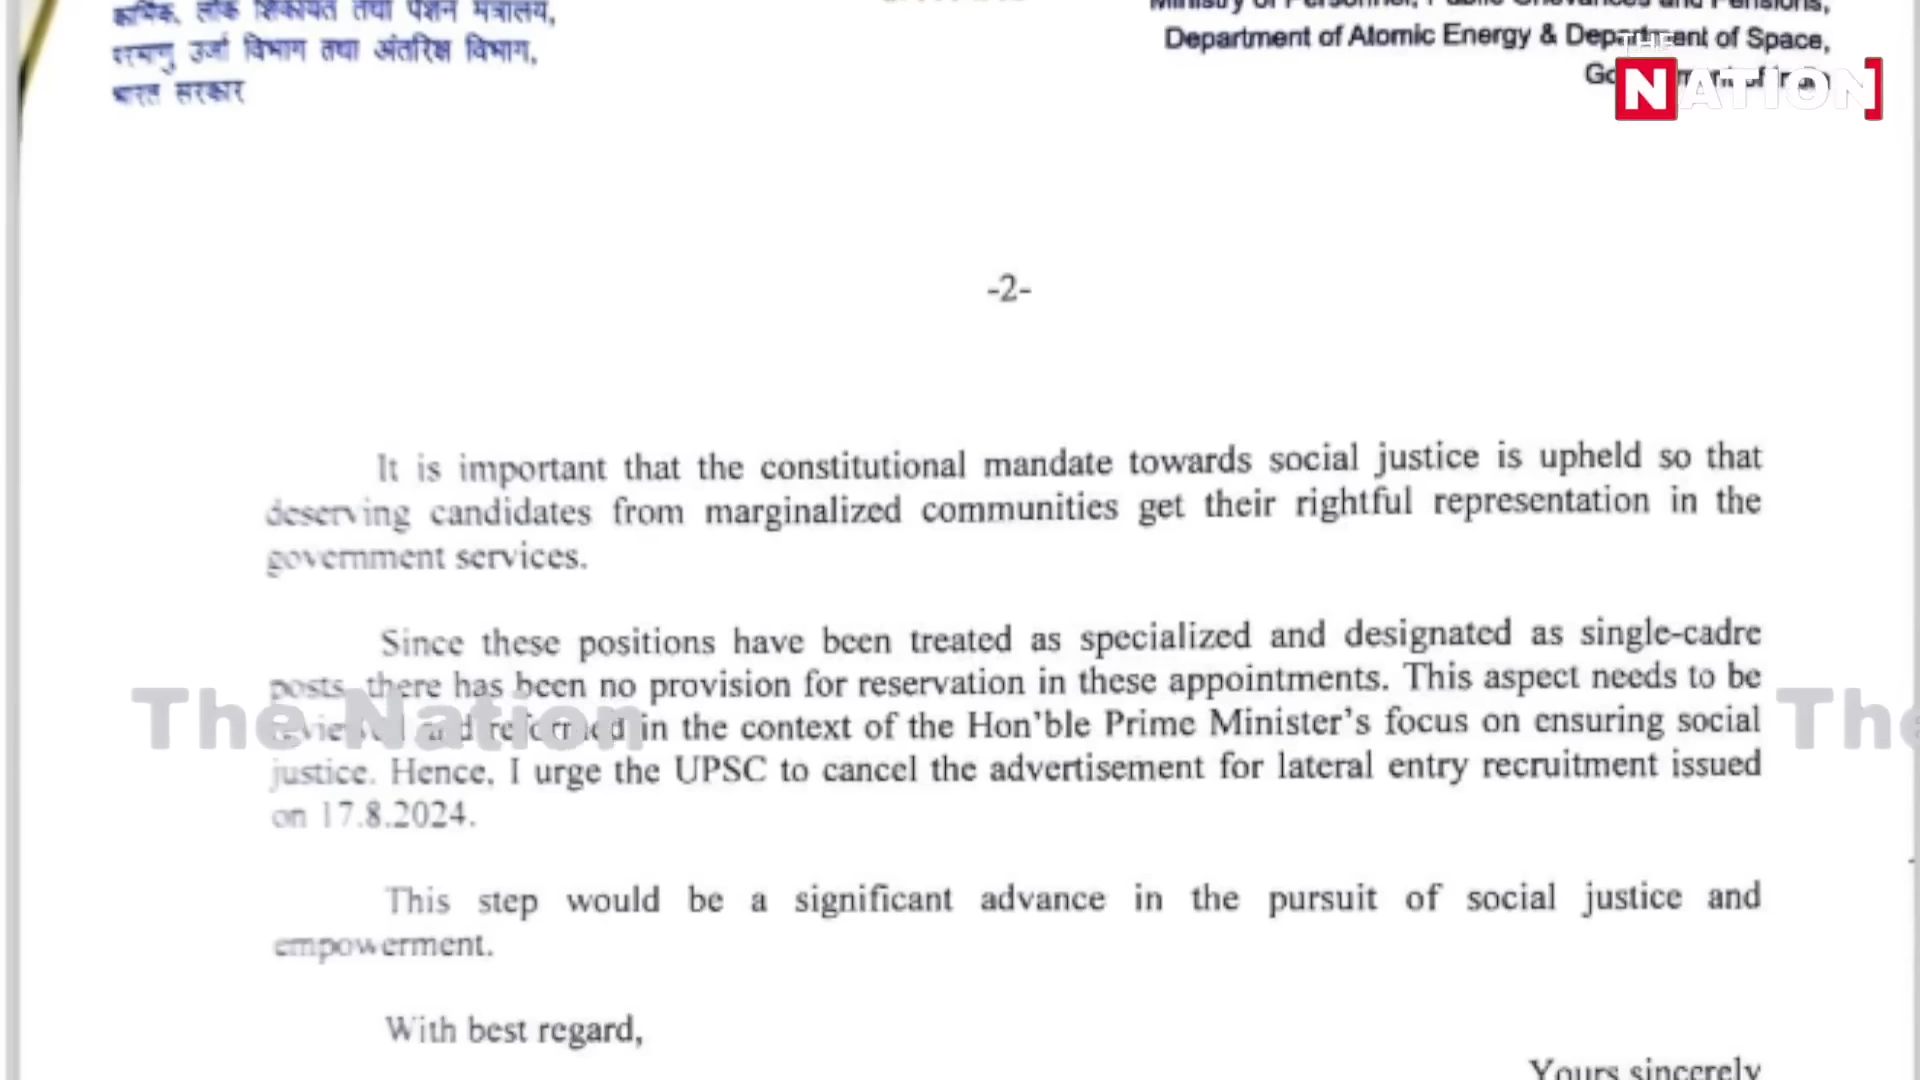 कार्मिक, लोक शिकायत तथा पेंशन मंत्रालय,
परमाणु उर्जा विभाग तथा अंतरिक्ष विभाग,
भारत सरकार
Ministry of Personnel, Public Grievances and Pensions,
Department of Atomic Energy & Department of Space,
THE
NATION
-2-
It is important that the constitutional mandate towards social justice is upheld so that
deserving candidates from marginalized communities get their rightful representation in the
government services.
Since these positions have been treated as specialized and designated as single-cadre
posts, there has been no provision for reservation in these appointments. This aspect needs to be
reviewed and reformed in the context of the Hon'ble Prime Minister's focus on ensuring social
justice. Hence, I urge the UPSC to cancel the advertisement for lateral entry recruitment issued
on 17.8.2024.
The Nation
The
This step would be a significant advance in the pursuit of social justice and
empowerment.
With best regard,
Yours sincerely